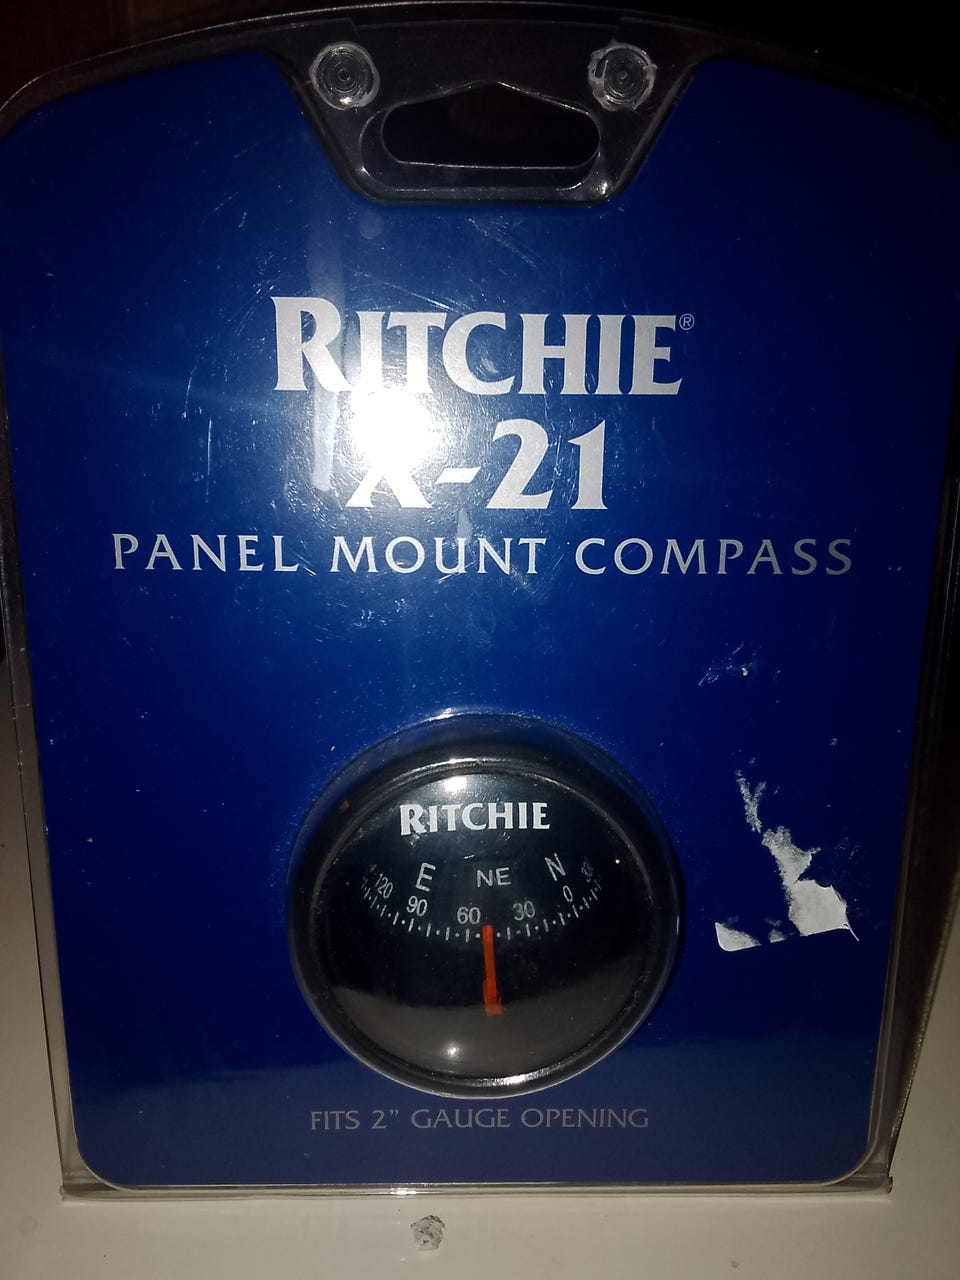 RITCHIE®
X-21
PANEL MOUNT COMPASS
RITCHIE
E NE N
120 90 60 30 0
FITS 2” GAUGE OPENING